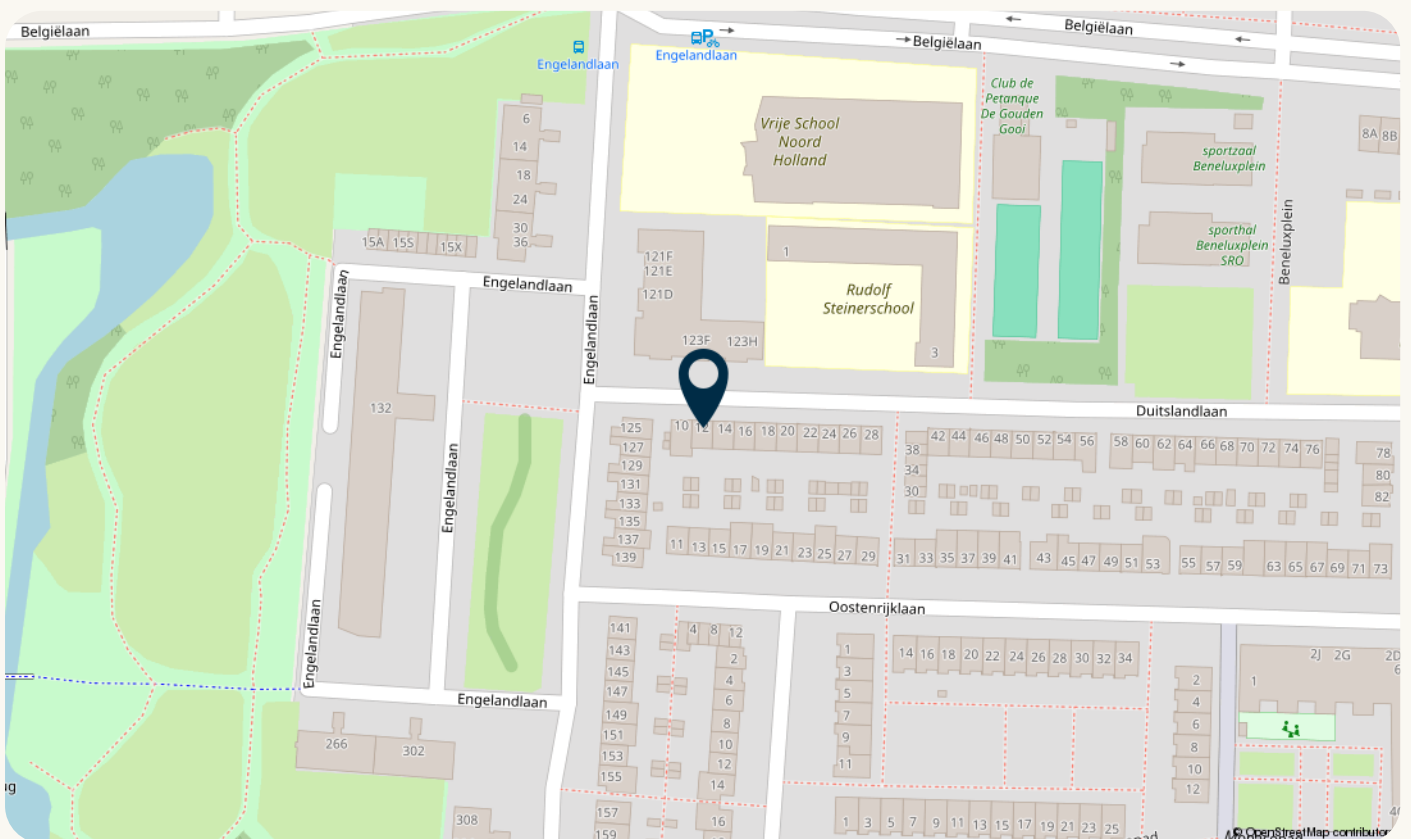 Belgiëlaan
Belgiëlaan
Belgiëlaan
Engelandlaan
Engelandlaan
Club de
Petanque
De Gouden
Gooi
Vrije School
Noord
Holland
sportzaal
Beneluxplein
8A 8B
6
14
18
24
30
36
15A 15S 15X
Engelandlaan
Engelandlaan
Engelandlaan
121F
121E
121D
123F 123H
1
Rudolf
Steinerschool
3
sporthal
Beneluxplein
SRO
Beneluxplein
132
Duitslandlaan
125
127
129
131
133
135
137
139
10 12 14 16 18 20 22 24 26 28
38
34
30
42 44 46 48 50 52 54 56
58 60 62 64 66 68 70 72 74 76
78
80
82
Engelandlaan
11 13 15 17 19 21 23 25 27 29
31 33 35 37 39 41
43 45 47 49 51 53
55 57 59 63 65 67 69 71 73
Oostenrijklaan
Engelandlaan
Engelandlaan
141
143
145
147
149
151
153
155
157
159
4 8 12
2
4
6
8
10
12
14
16
1
3
5
7
9
11
14 16 18 20 22 24 26 28 30 32 34
2
4
6
8
10
12
1
2J 2G 2D
266 302
308
1 3 5 7 9 11 13 15 17 19 21 23 25
© OpenStreetMap contributor